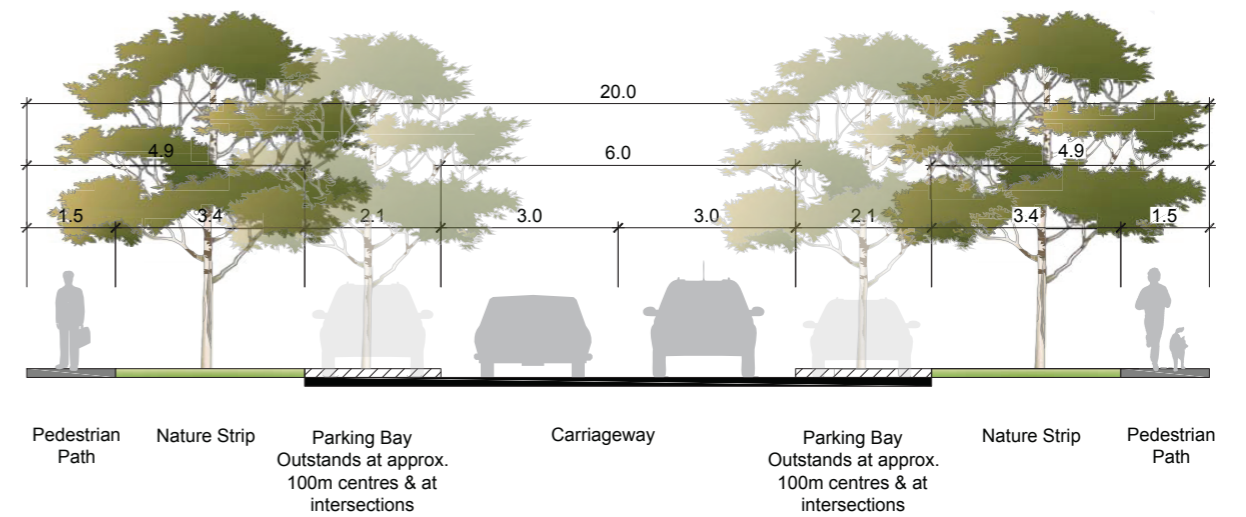 20.0
4.9
6.0
4.9
1.5
3.4
2.1
3.0
3.0
2.1
3.4
1.5
Pedestrian
Path
Nature Strip
Parking Bay
Outstands at approx.
100m centres & at
intersections
Carriageway
Parking Bay
Outstands at approx.
100m centres & at
intersections
Nature Strip
Pedestrian
Path